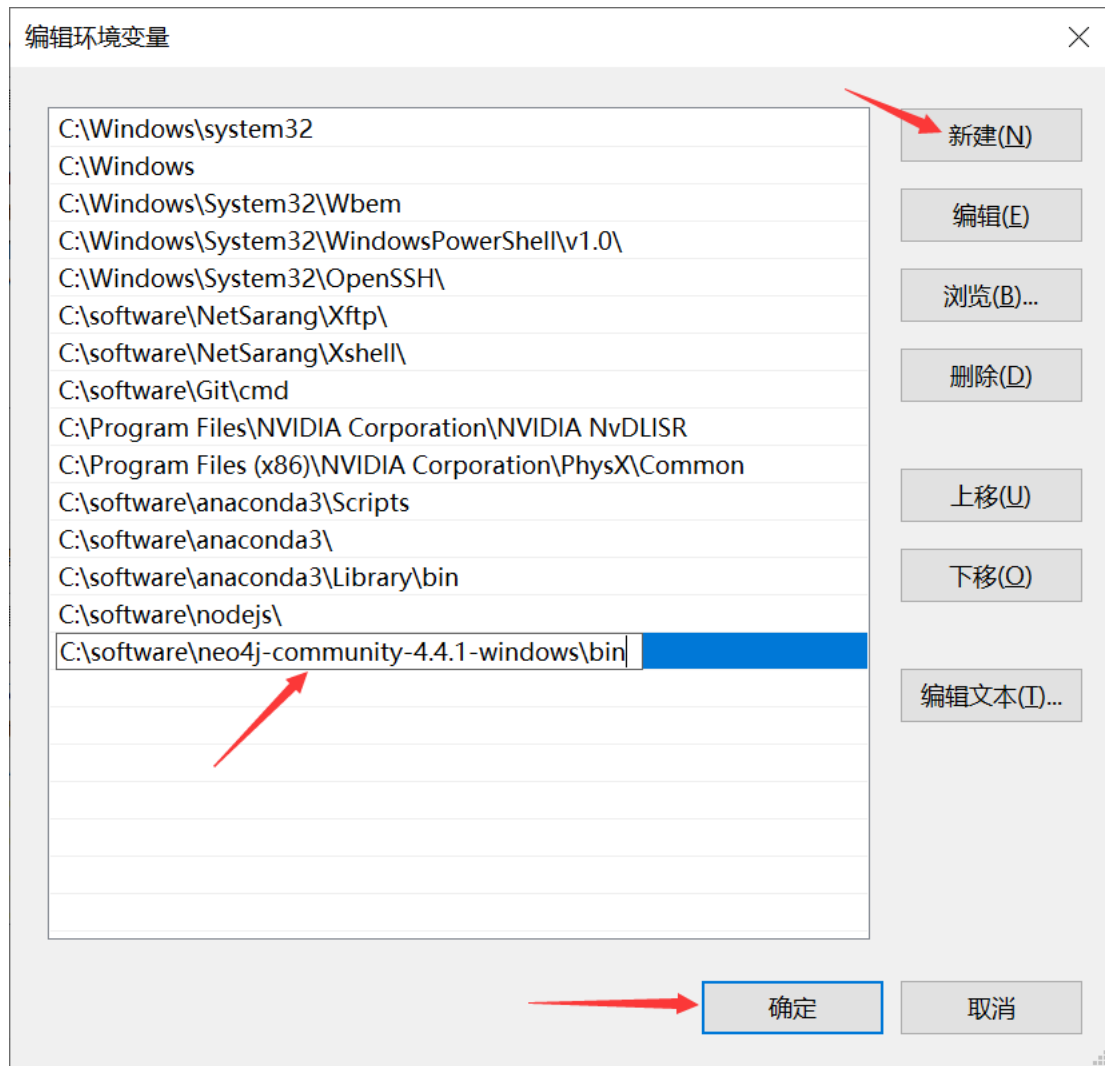 编辑环境变量
C:\Windows\system32
C:\Windows
C:\Windows\System32\Wbem
C:\Windows\System32\WindowsPowerShell\v1.0\
C:\Windows\System32\OpenSSH\
C:\software\NetSarang\Xftp\
C:\software\NetSarang\Xshell\
C:\software\Git\cmd
C:\Program Files\NVIDIA Corporation\NVIDIA NvDLISR
C:\Program Files (x86)\NVIDIA Corporation\PhysX\Common
C:\software\anaconda3\Scripts
C:\software\anaconda3\
C:\software\anaconda3\Library\bin
C:\software\nodejs\
C:\software\neo4j-community-4.4.1-windows\bin
新建(N)
编辑(E)
浏览(B)...
删除(D)
上移(U)
下移(O)
编辑文本(T)...
确定
取消